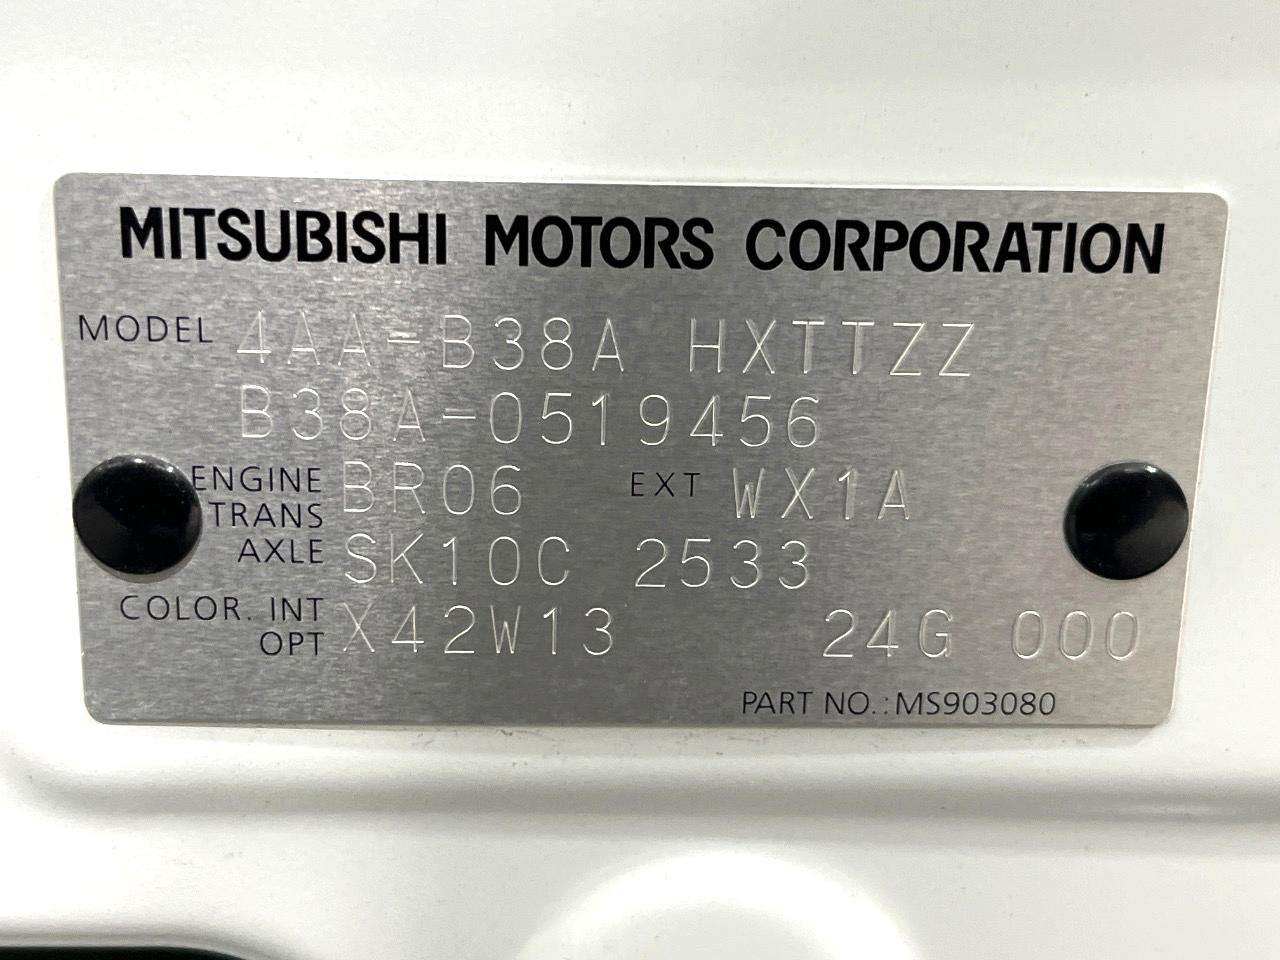 MITSUBISHI MOTORS CORPORATION
MODEL 4AA-B38A HXTTZZ
B38A-0519456
ENGINE BR06 EXT WX1A
TRANS
AXLE SK10C 2533
COLOR. INT
OPT X42W13 24G 000
PART NO.:MS903080